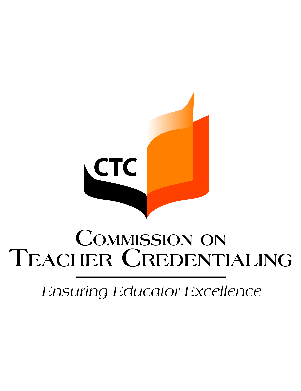 CTC
COMMISSION ON
TEACHER CREDENTIALING
Ensuring Educator Excellence